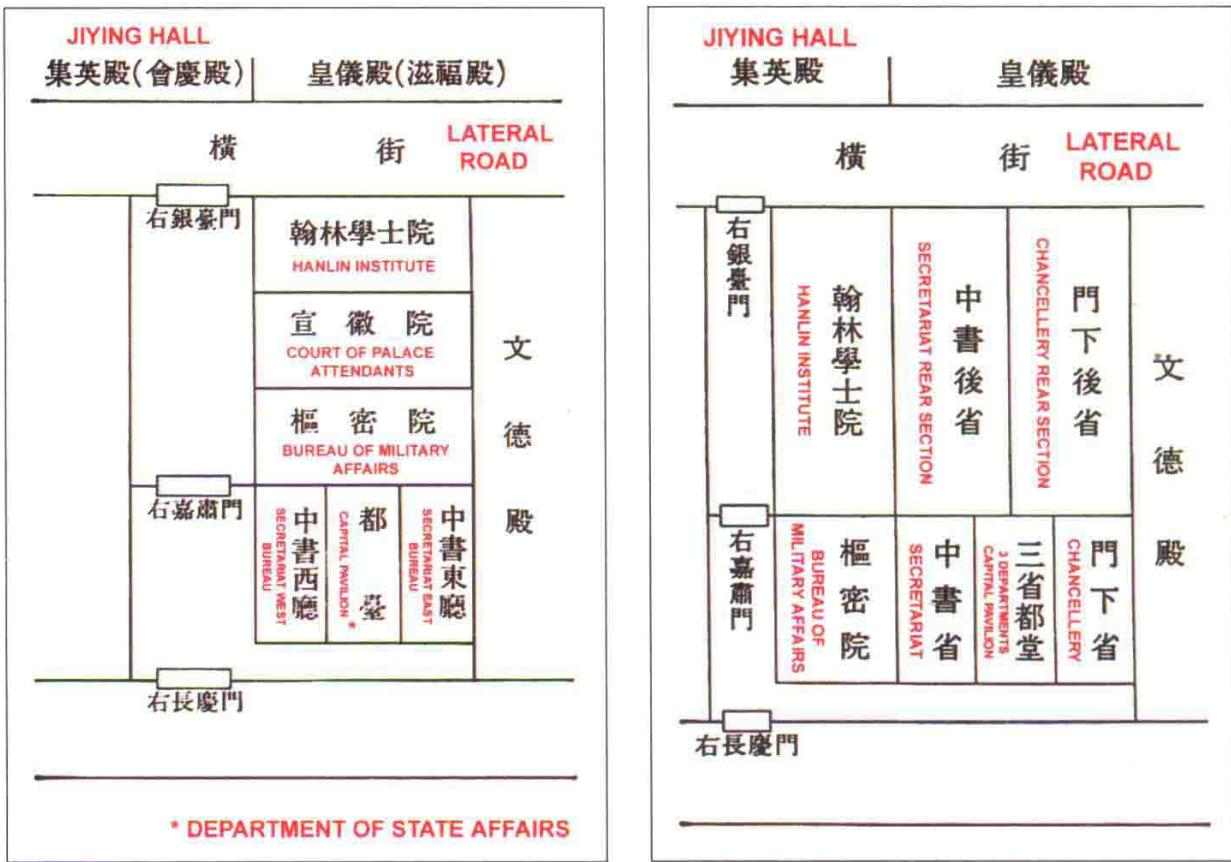 JIYING HALL
集英殿(會慶殿)
皇儀殿(滋福殿)
橫街
LATERAL
ROAD
右銀臺門
翰林學士院
HANLIN INSTITUTE
宣徽院
COURT OF PALACE
ATTENDANTS
樞密院
BUREAU OF MILITARY
AFFAIRS
文德殿
右嘉肅門
中書西廳
SECRETARIAT WEST
BUREAU
都臺
CAPITAL PAVILION *
中書東廳
SECRETARIAT EAST
BUREAU
右長慶門
* DEPARTMENT OF STATE AFFAIRS
JIYING HALL
集英殿
皇儀殿
橫街
LATERAL
ROAD
右銀臺門
翰林學士院
HANLIN INSTITUTE
中書後省
SECRETARIAT REAR SECTION
門下後省
CHANCELLERY REAR SECTION
文德殿
右嘉肅門
樞密院
BUREAU OF
MILITARY AFFAIRS
中書省
SECRETARIAT
三省都堂
3 DEPARTMENTS
CAPITAL PAVILION
門下省
CHANCELLERY
右長慶門